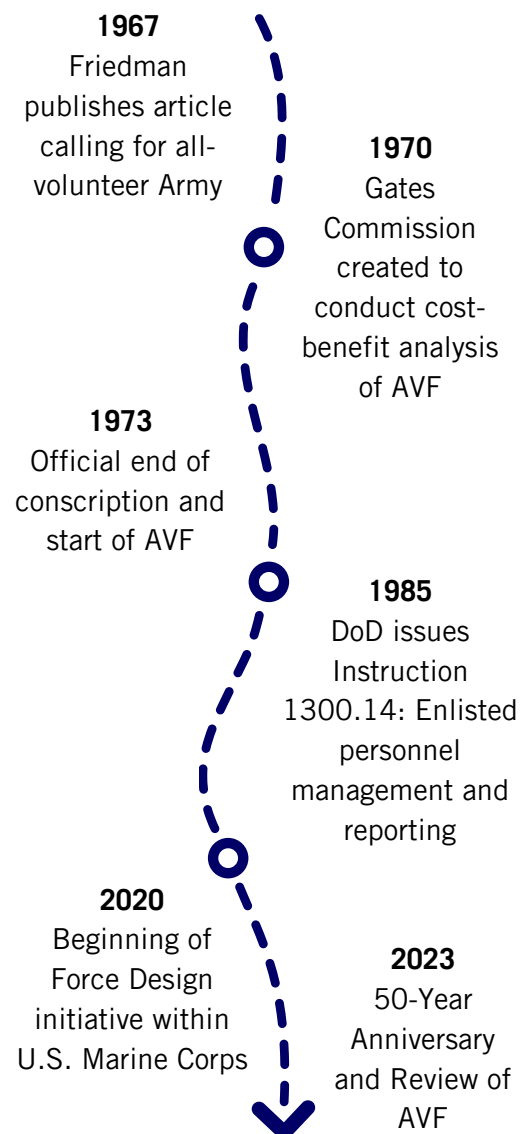 1967
Friedman
publishes article
calling for all-
volunteer Army
1970
Gates
Commission
created to
conduct cost-
benefit analysis
of AVF
1973
Official end of
conscription and
start of AVF
1985
DoD issues
Instruction
1300.14: Enlisted
personnel
management and
reporting
2020
Beginning of
Force Design
initiative within
U.S. Marine Corps
2023
50-Year
Anniversary
and Review of
AVF